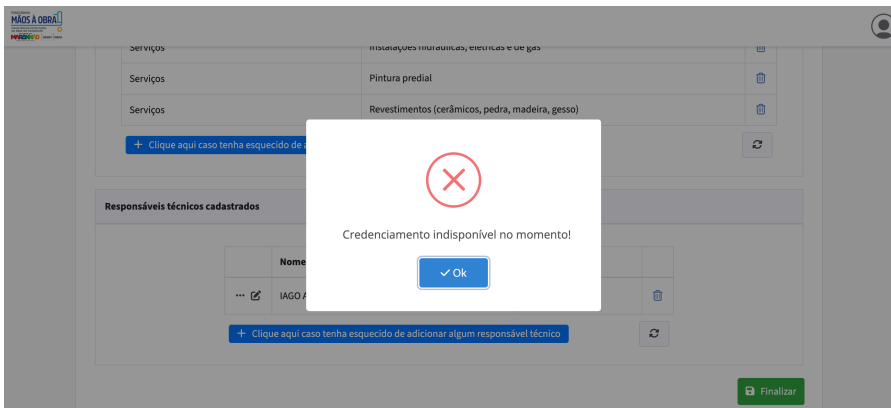 MÃOS À OBRA
Serviços
Instalações hidráulicas, elétricas e de gás
Serviços
Pintura predial
Serviços
Revestimentos (cerâmicos, pedra, madeira, gesso)
+ Clique aqui caso tenha esquecido de a
Responsáveis técnicos cadastrados
Credenciamento indisponível no momento!
Ok
Nome
IAGO A
+ Clique aqui caso tenha esquecido de adicionar algum responsável técnico
Finalizar